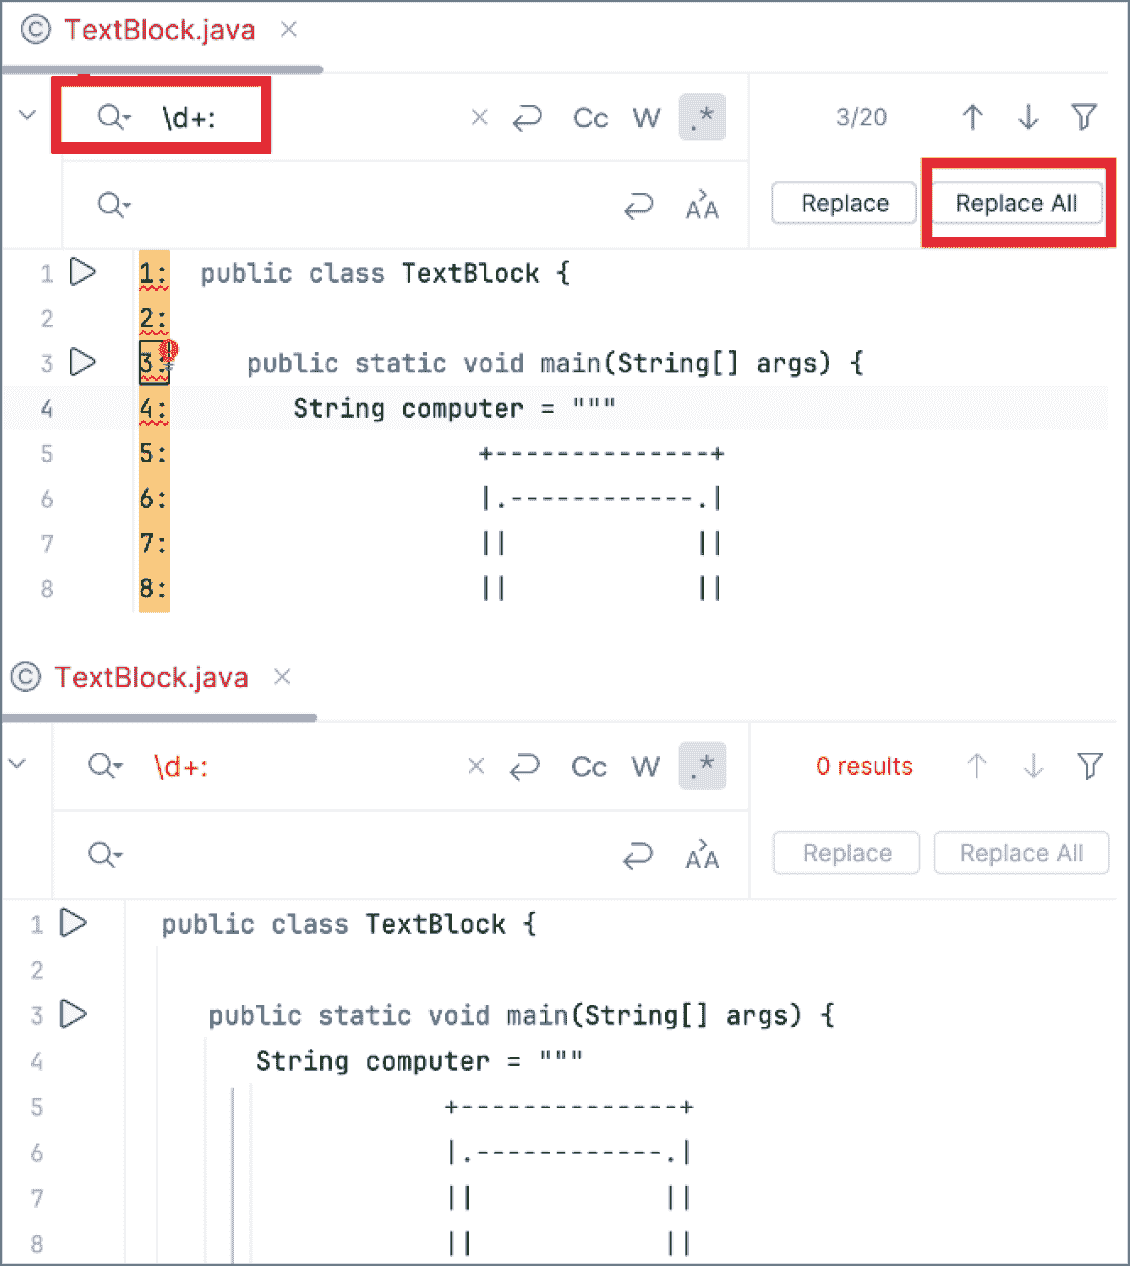 © TextBlock.java ×
\d+: × Cc W .* 3/20
Replace Replace All
1 1: public class TextBlock {
2 2:
3 3: public static void main(String[] args) {
4 4: String computer = """
5 5: +--------------+
6 6: |.------------.|
7 7: || ||
8 8: || ||
© TextBlock.java ×
\d+: × Cc W .* 0 results
Replace Replace All
1 public class TextBlock {
2
3 public static void main(String[] args) {
4 String computer = """
5 +--------------+
6 |.------------.|
7 || ||
8 || ||